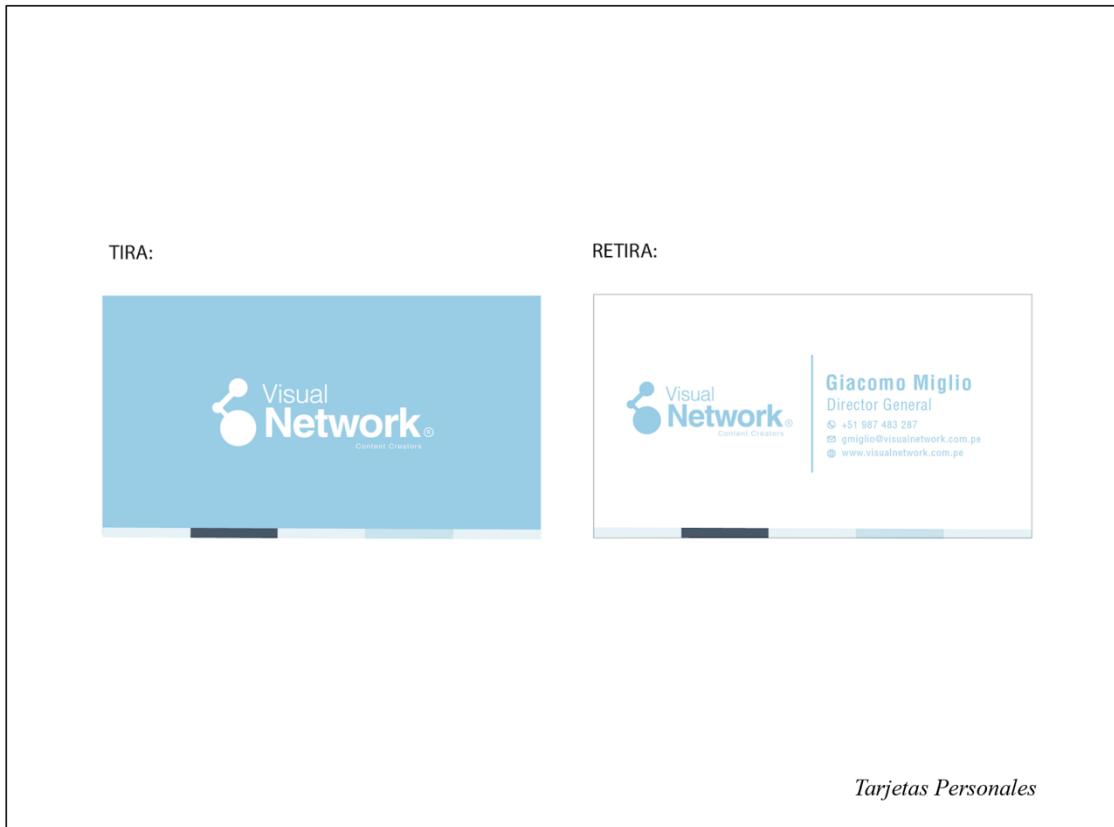 TIRA:
Visual
Network®
Content Creators
RETIRA:
Visual
Network®
Content Creators
Giacomo Miglio
Director General
+51 987 483 287
gmiglio@visualnetwork.com.pe
www.visualnetwork.com.pe
Tarjetas Personales